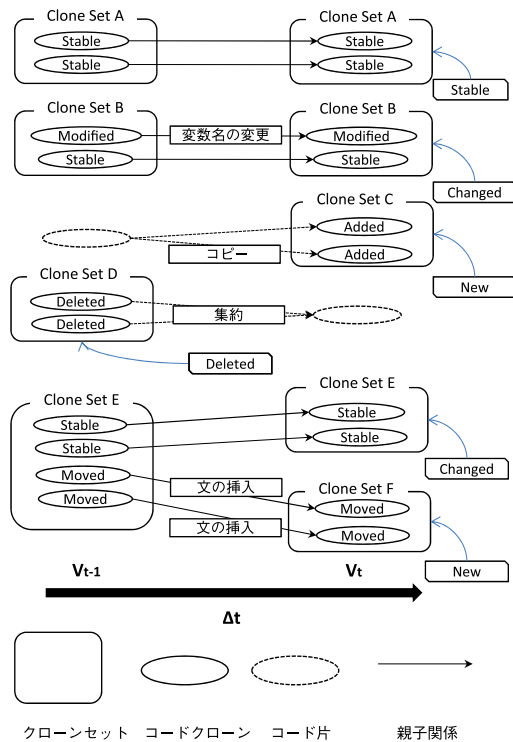 Clone Set A
Clone Set A
Stable
Stable
Stable
Stable
Stable
Clone Set B
Clone Set B
Modified
変数名の変更
Modified
Stable
Stable
Changed
Clone Set C
Added
コピー
Added
New
Clone Set D
Deleted
集約
Deleted
Deleted
Clone Set E
Clone Set E
Stable
Stable
Stable
Stable
Changed
Moved
文の挿入
Clone Set F
Moved
Moved
文の挿入
Moved
New
Vt-1
Vt
Δt
クローンセット
コードクローン
コード片
親子関係